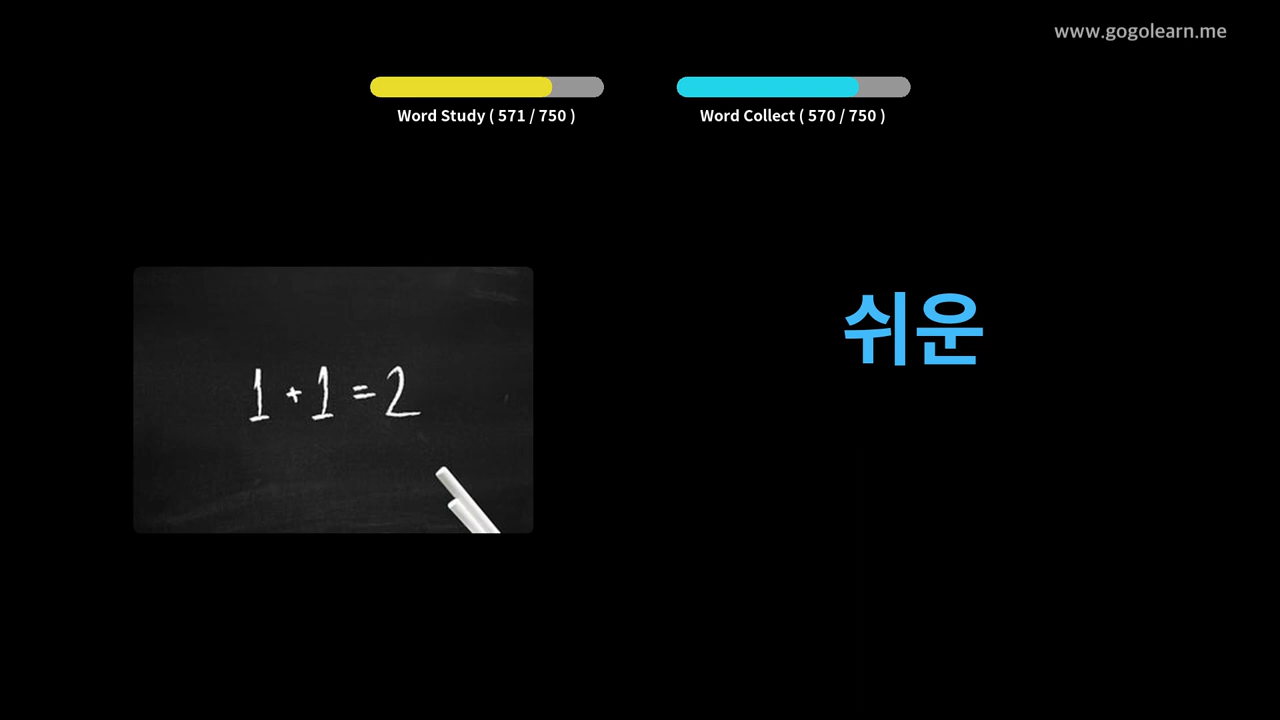 www.gogolearn.me
Word Study ( 571 / 750 )
Word Collect ( 570 / 750 )
1 + 1 = 2
쉬운